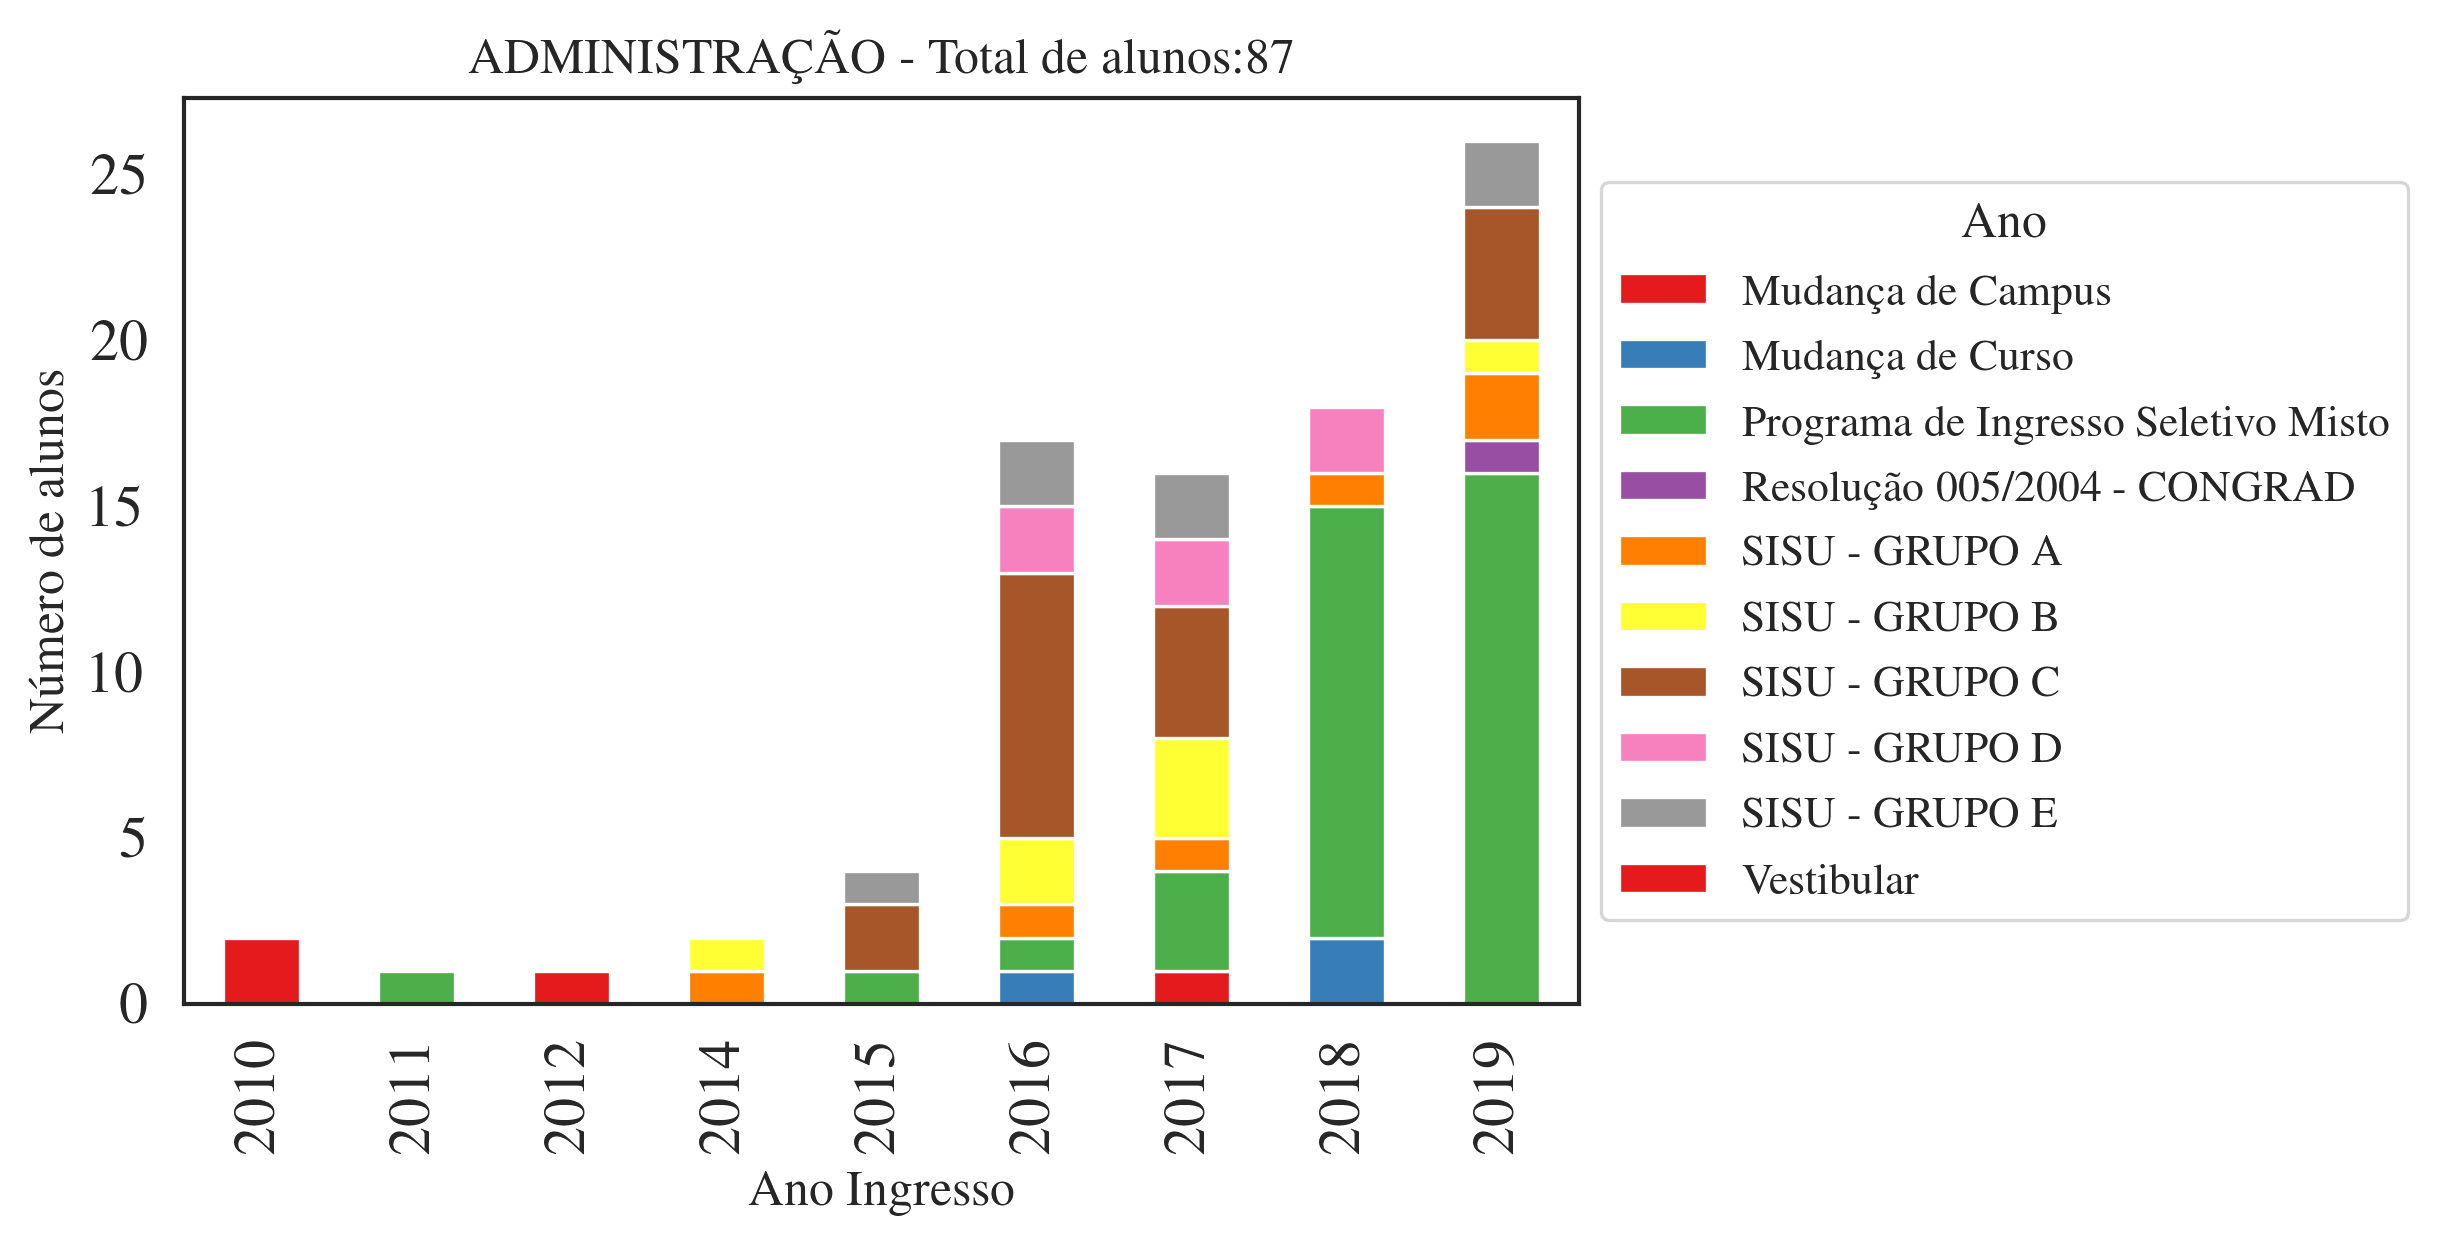 ADMINISTRAÇÃO - Total de alunos:87
Número de alunos
25
20
15
10
5
0
2010
2011
2012
2014
2015
2016
2017
2018
2019
Ano Ingresso
Ano
Mudança de Campus
Mudança de Curso
Programa de Ingresso Seletivo Misto
Resolução 005/2004 - CONGRAD
SISU - GRUPO A
SISU - GRUPO B
SISU - GRUPO C
SISU - GRUPO D
SISU - GRUPO E
Vestibular